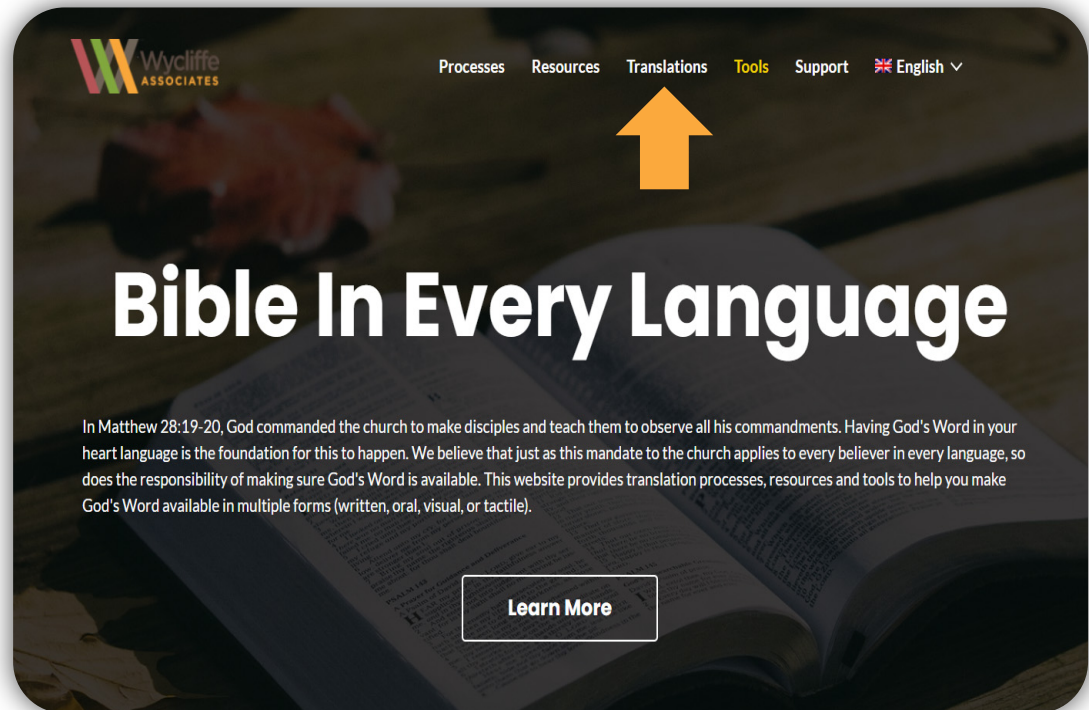 Wycliffe
ASSOCIATES
Processes Resources Translations Tools Support English
Bible In Every Language
In Matthew 28:19-20, God commanded the church to make disciples and teach them to observe all his commandments. Having God's Word in your
heart language is the foundation for this to happen. We believe that just as this mandate to the church applies to every believer in every language, so
does the responsibility of making sure God's Word is available. This website provides translation processes, resources and tools to help you make
God's Word available in multiple forms (written, oral, visual, or tactile).
Learn More